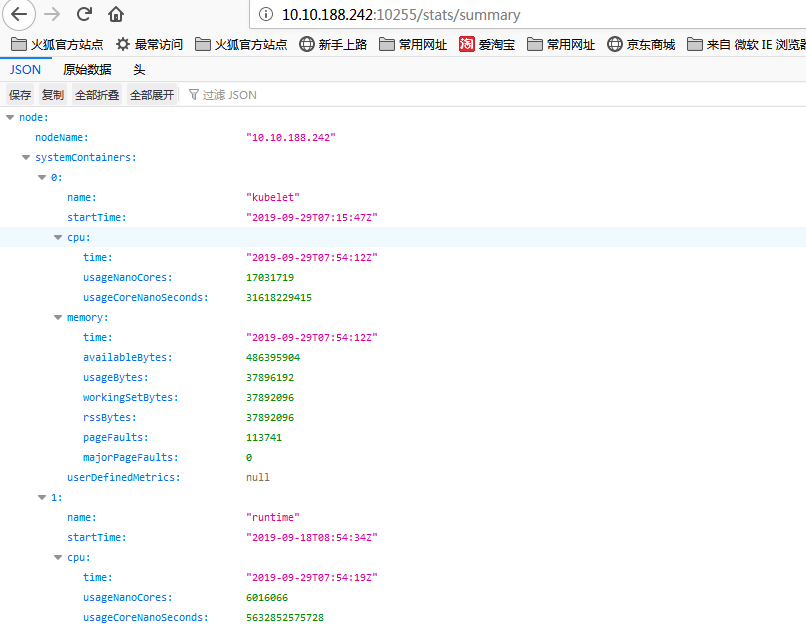 10.10.188.242:10255/stats/summary
火狐官方站点 最常访问 火狐官方站点 新手上路 常用网址 淘 爱淘宝 常用网址 京东商城 来自 微软 IE 浏览器
JSON 原始数据 头
保存 复制 全部折叠 全部展开 过滤 JSON
node:
nodeName: "10.10.188.242"
systemContainers:
0:
name: "kubelet"
startTime: "2019-09-29T07:15:47Z"
cpu:
time: "2019-09-29T07:54:12Z"
usageNanoCores: 17031719
usageCoreNanoSeconds: 31618229415
memory:
time: "2019-09-29T07:54:12Z"
availableBytes: 486395904
usageBytes: 37896192
workingSetBytes: 37892096
rssBytes: 37892096
pageFaults: 113741
majorPageFaults: 0
userDefinedMetrics: null
1:
name: "runtime"
startTime: "2019-09-18T08:54:34Z"
cpu:
time: "2019-09-29T07:54:19Z"
usageNanoCores: 6016066
usageCoreNanoSeconds: 5632852575728